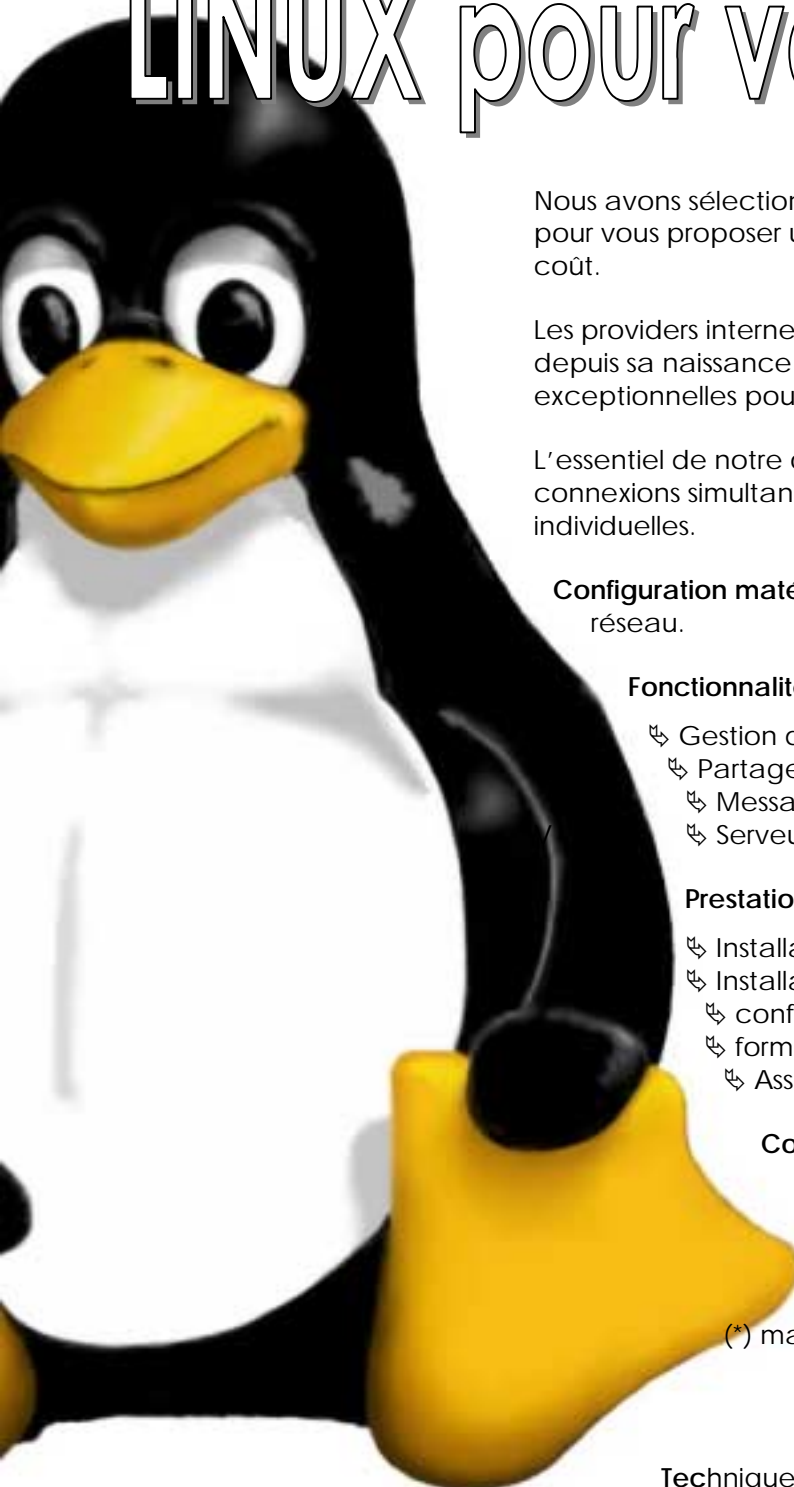 LINUX pour vo
Nous avons sélection
pour vous proposer u
coût.
Les providers interne
depuis sa naissance
exceptionnelles pou
L'essentiel de notre o
connexions simultan
individuelles.
Configuration maté
réseau.
Fonctionnalité
Gestion d
Partage
Messa
Serveu
Prestatio
Installa
Installa
conf
form
Ass
Co
(*) ma
Technique